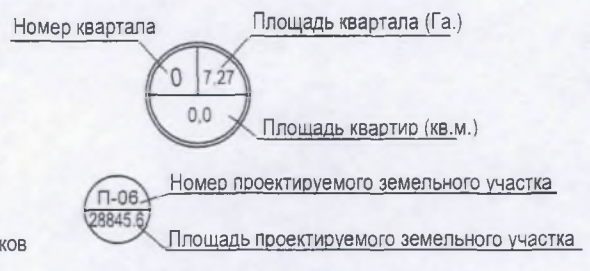 Номер квартала
Площадь квартала (Га.)
0
7,27
0,0
Площадь квартир (кв.м.)
П-06
Номер проектируемого земельного участка
28845.6
ков
Площадь проектируемого земельного участка